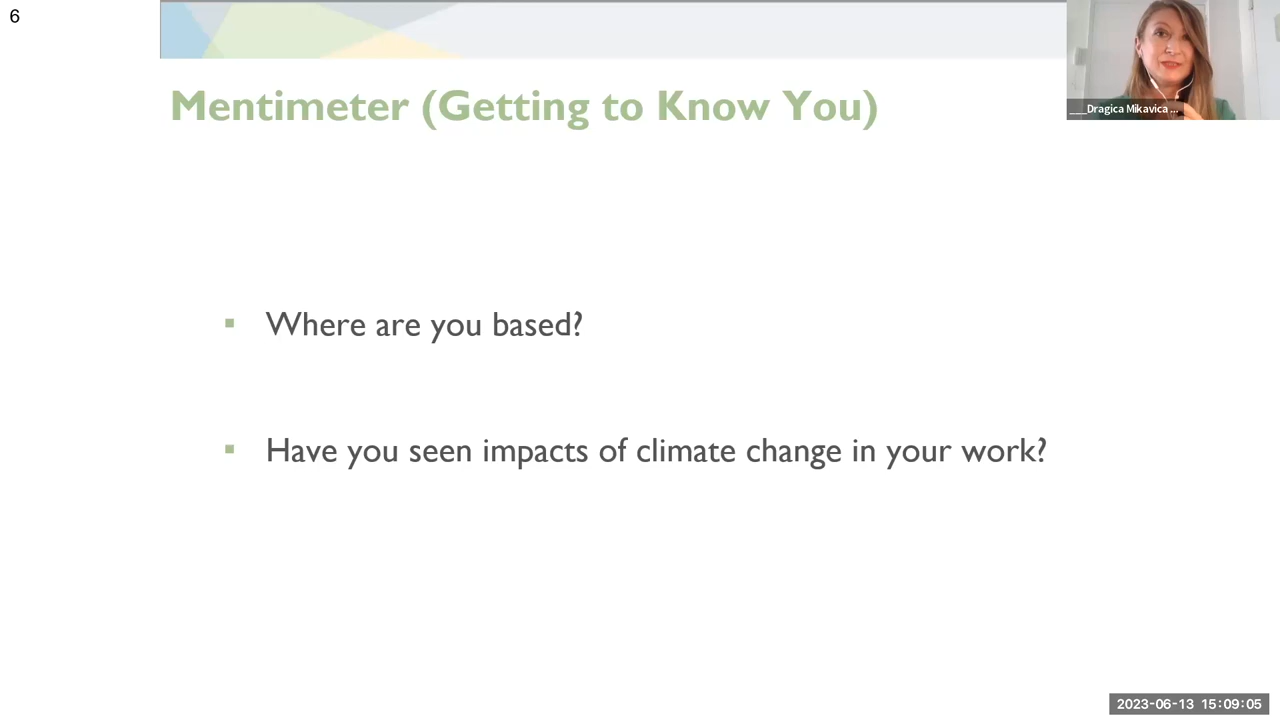 6
Mentimeter (Getting to Know You)
___Dragica Mikavica ...
▪ Where are you based?
▪ Have you seen impacts of climate change in your work?
2023-06-13 15:09:05